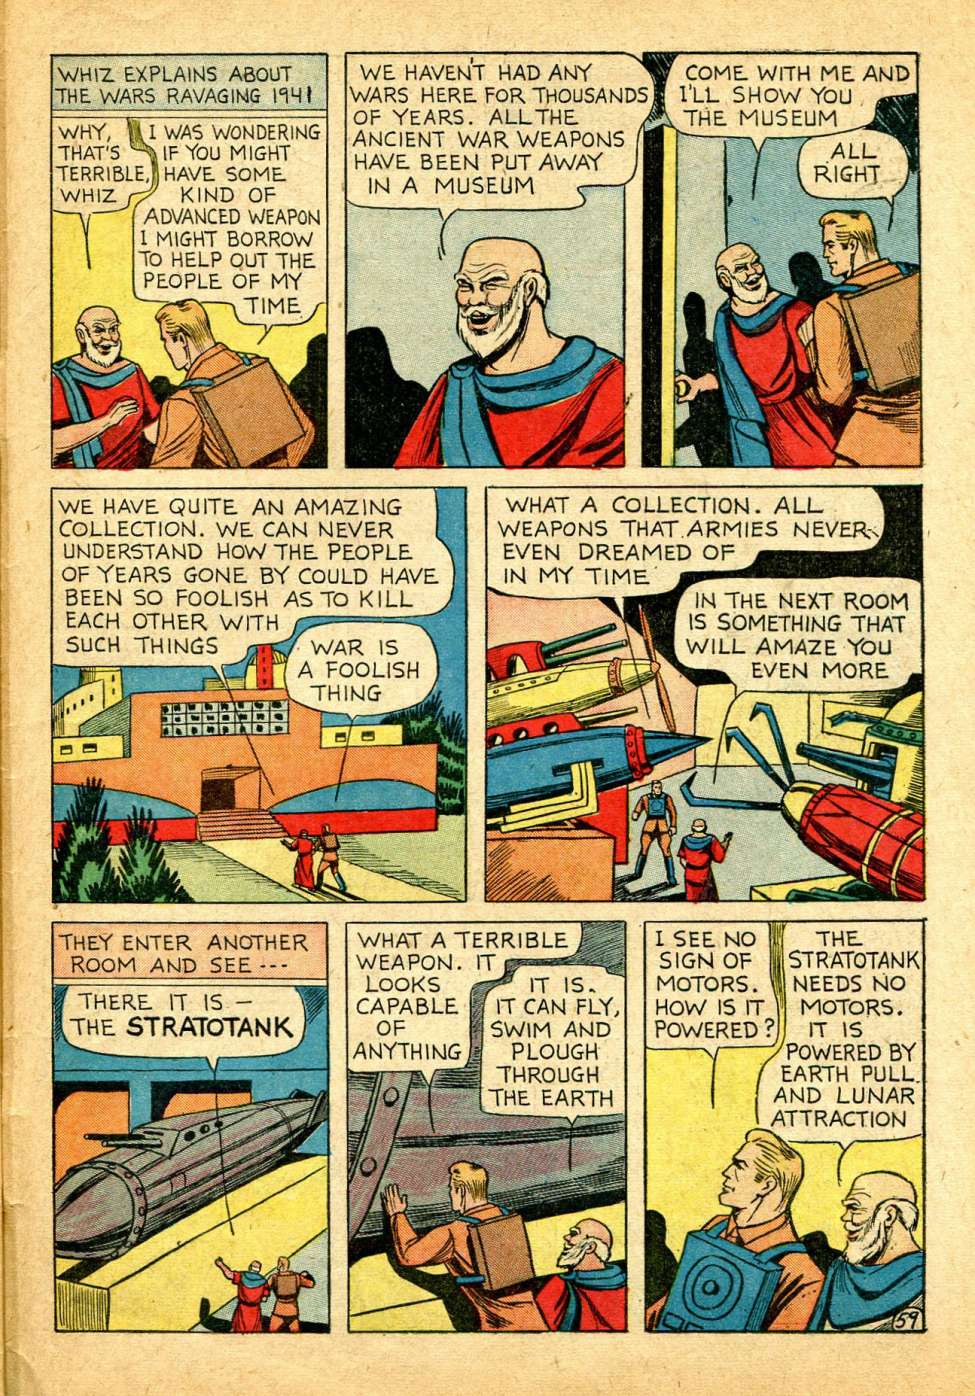 WHIZ EXPLAINS ABOUT
THE WARS RAVAGING 1941
WHY,
THAT'S
TERRIBLE,
WHIZ
I WAS WONDERING
IF YOU MIGHT
HAVE SOME
KIND OF
ADVANCED WEAPON
I MIGHT BORROW
TO HELP OUT THE
PEOPLE OF MY
TIME
WE HAVEN'T HAD ANY
WARS HERE FOR THOUSANDS
OF YEARS. ALL THE
ANCIENT WAR WEAPONS
HAVE BEEN PUT AWAY
IN A MUSEUM
COME WITH ME AND
I'LL SHOW YOU
THE MUSEUM
ALL
RIGHT
WE HAVE QUITE AN AMAZING
COLLECTION. WE CAN NEVER
UNDERSTAND HOW THE PEOPLE
OF YEARS GONE BY COULD HAVE
BEEN SO FOOLISH AS TO KILL
EACH OTHER WITH
SUCH THINGS
WAR IS
A FOOLISH
THING
WHAT A COLLECTION. ALL
WEAPONS THAT ARMIES NEVER
EVEN DREAMED OF
IN MY TIME
IN THE NEXT ROOM
IS SOMETHING THAT
WILL AMAZE YOU
EVEN MORE
THEY ENTER ANOTHER
ROOM AND SEE ---
THERE IT IS —
THE STRATOTANK
WHAT A TERRIBLE
WEAPON. IT
LOOKS
CAPABLE
OF
ANYTHING
IT IS.
IT CAN FLY,
SWIM AND
PLOUGH
THROUGH
THE EARTH
I SEE NO
SIGN OF
MOTORS.
HOW IS IT
POWERED?
THE
STRATOTANK
NEEDS NO
MOTORS.
IT IS
POWERED BY
EARTH PULL
AND LUNAR
ATTRACTION
59